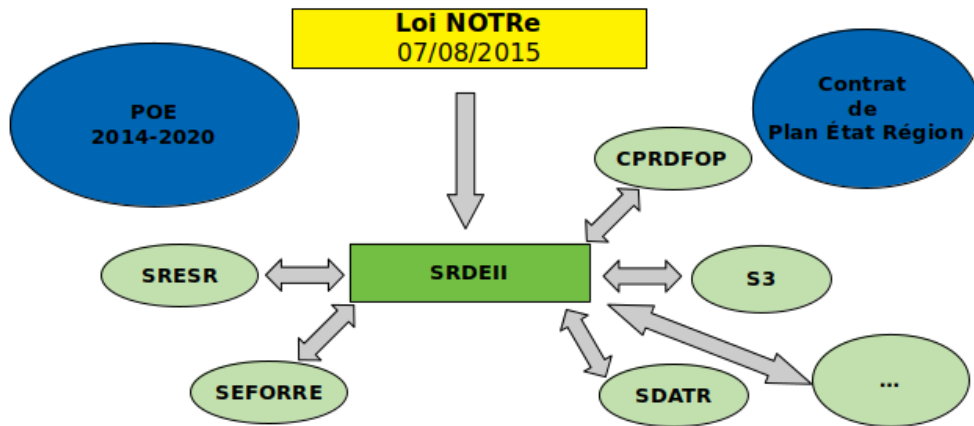 Loi NOTRe
07/08/2015
POE
2014-2020
Contrat
de
Plan État Région
CPRDFOP
SRESR
SRDEII
S3
SEFORRE
SDATR
...